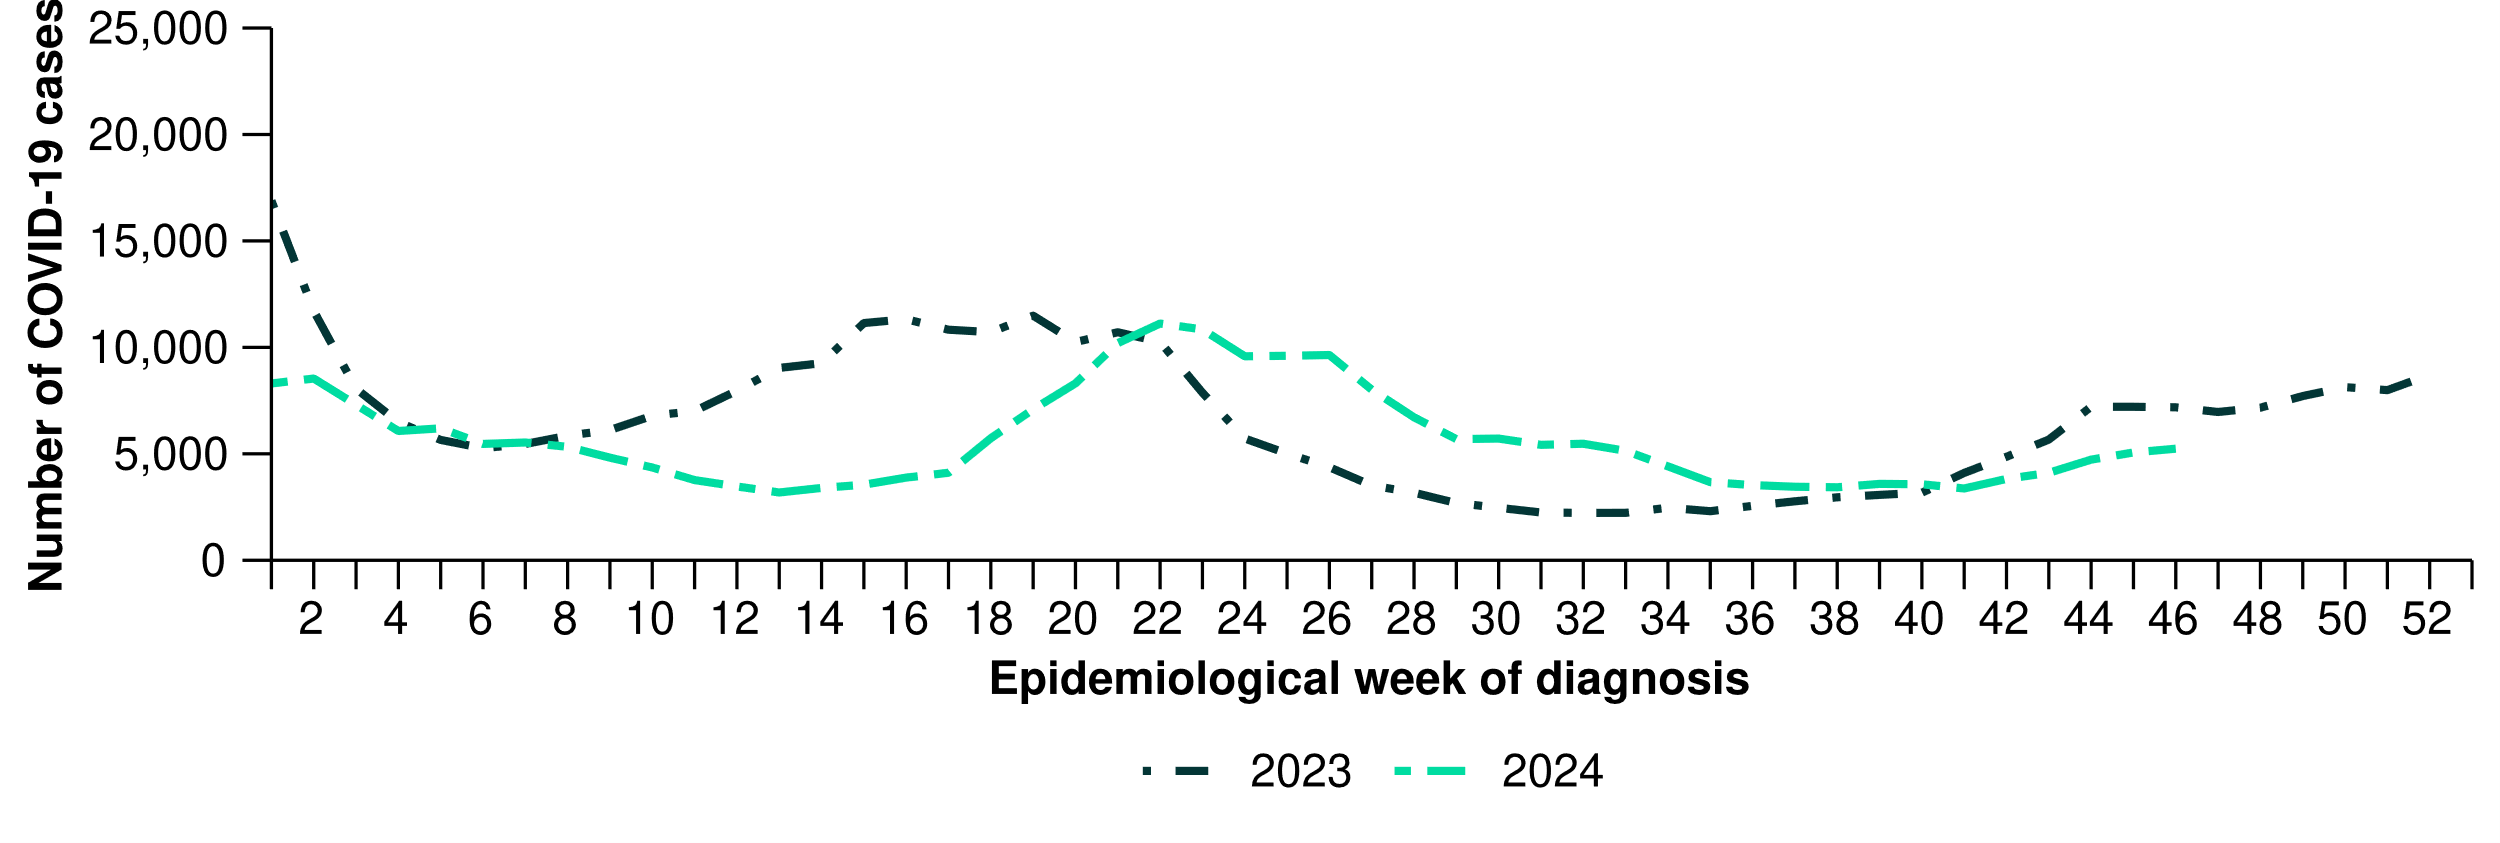 Number of COVID-19 cases
25,000
20,000
15,000
10,000
5,000
0
2 4 6 8 10 12 14 16 18 20 22 24 26 28 30 32 34 36 38 40 42 44 46 48 50 52
Epidemiological week of diagnosis
2023 2024